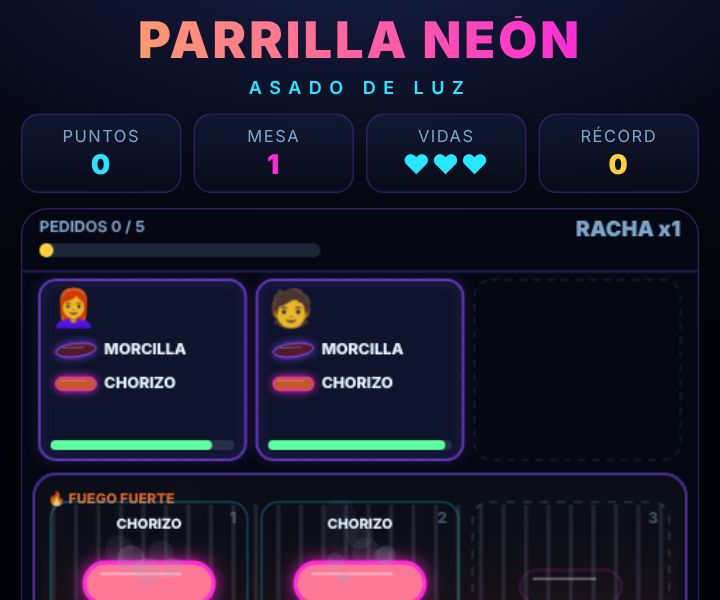 PARRILLA NEÓN
ASADO DE LUZ
PUNTOS
0
MESA
1
VIDAS
RÉCORD
0
PEDIDOS 0 / 5
RACHA x1
MORCILLA
CHORIZO
MORCILLA
CHORIZO
FUEGO FUERTE
CHORIZO 1
CHORIZO 2
3